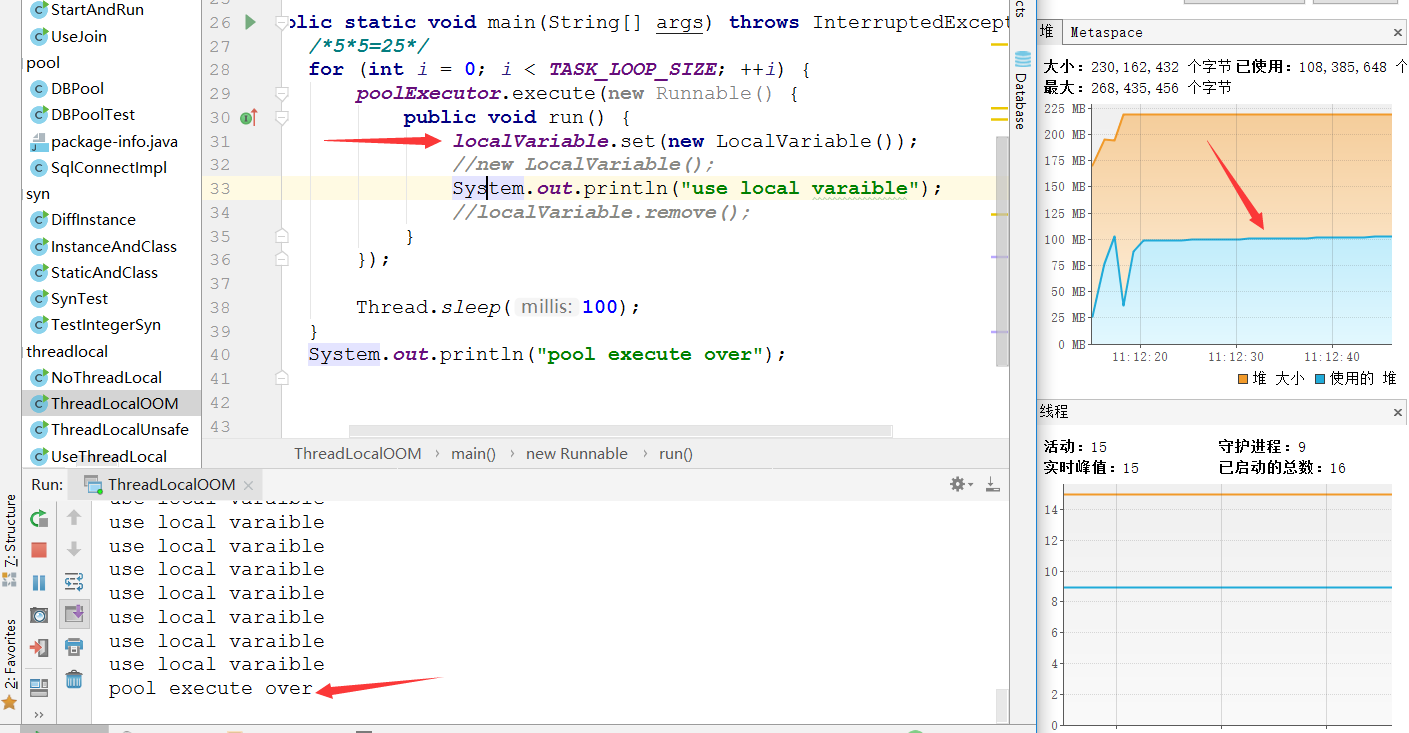 StartAndRun
UseJoin
pool
DBPool
DBPoolTest
package-info.java
SqlConnectImpl
syn
DiffInstance
InstanceAndClass
StaticAndClass
SynTest
TestIntegerSyn
threadlocal
NoThreadLocal
ThreadLocalOOM
ThreadLocalUnsafe
UseThreadLocal
26 blic static void main(String[] args) throws InterruptedExcept
27 /*5*5=25*/
28 for (int i = 0; i < TASK_LOOP_SIZE; ++i) {
29 poolExecutor.execute(new Runnable() {
30 public void run() {
31 localVariable.set(new LocalVariable());
32 //new LocalVariable();
33 System.out.println("use local varaible");
34 //localVariable.remove();
35 }
36 });
37
38 Thread.sleep( millis: 100);
39 }
40 System.out.println("pool execute over");
41
42
43
ThreadLocalOOM › main() › new Runnable › run()
Database
Run: ThreadLocalOOM
7: Structure
2: Favorites
use local varaible
use local varaible
use local varaible
use local varaible
use local varaible
use local varaible
use local varaible
use local varaible
pool execute over
堆 Metaspace ×
大小: 230,162,432 个字节 已使用: 108,385,648 个
最大: 268,435,456 个字节
225 MB
200 MB
175 MB
150 MB
125 MB
100 MB
75 MB
50 MB
25 MB
0 MB
11:12:20 11:12:30 11:12:40
堆 大小 使用的 堆
线程 ×
活动: 15 守护进程: 9
实时峰值: 15 已启动的总数: 16
14
12
10
8
6
4
2
0